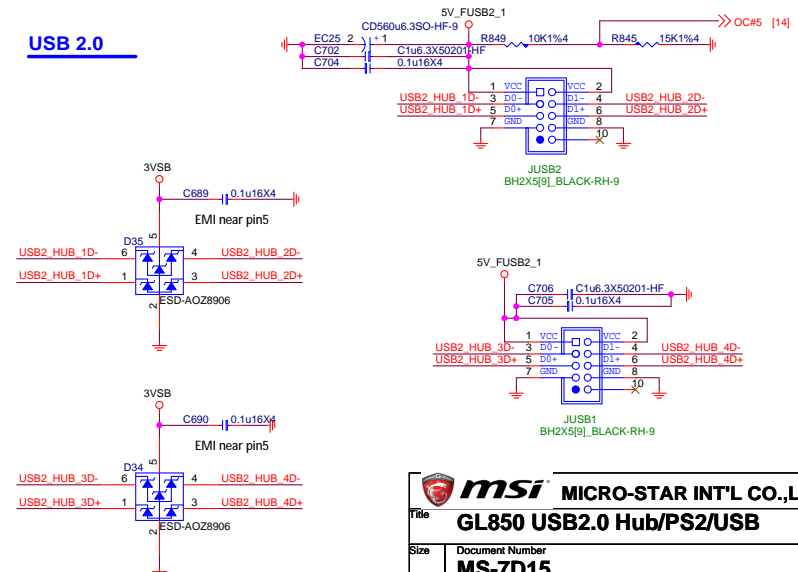 USB 2.0
5V_FUSB2_1
CD560u6.3SO-HF-9
EC25 2 + 1
C702 C1u6.3X50201-HF
C704 0.1u16X4
R849 10K1%4
R845 15K1%4
OC#5 [14]
1 VCC VCC 2
USB2_HUB_1D- 3 D0- D1- 4 USB2_HUB_2D-
USB2_HUB_1D+ 5 D0+ D1+ 6 USB2_HUB_2D+
7 GND GND 8
10
JUSB2
BH2X5[9]_BLACK-RH-9
3VSB
C689 0.1u16X4
EMI near pin5
5
D35
USB2_HUB_1D- 6 4 USB2_HUB_2D-
USB2_HUB_1D+ 1 3 USB2_HUB_2D+
2
ESD-AOZ8906
5V_FUSB2_1
C706 C1u6.3X50201-HF
C705 0.1u16X4
1 VCC VCC 2
USB2_HUB_3D- 3 D0- D1- 4 USB2_HUB_4D-
USB2_HUB_3D+ 5 D0+ D1+ 6 USB2_HUB_4D+
7 GND GND 8
10
JUSB1
BH2X5[9]_BLACK-RH-9
3VSB
C690 0.1u16X4
EMI near pin5
5
D34
USB2_HUB_3D- 6 4 USB2_HUB_4D-
USB2_HUB_3D+ 1 3 USB2_HUB_4D+
2
ESD-AOZ8906
msi MICRO-STAR INT'L CO.,L
Title
GL850 USB2.0 Hub/PS2/USB
Size Document Number
MS-7D15